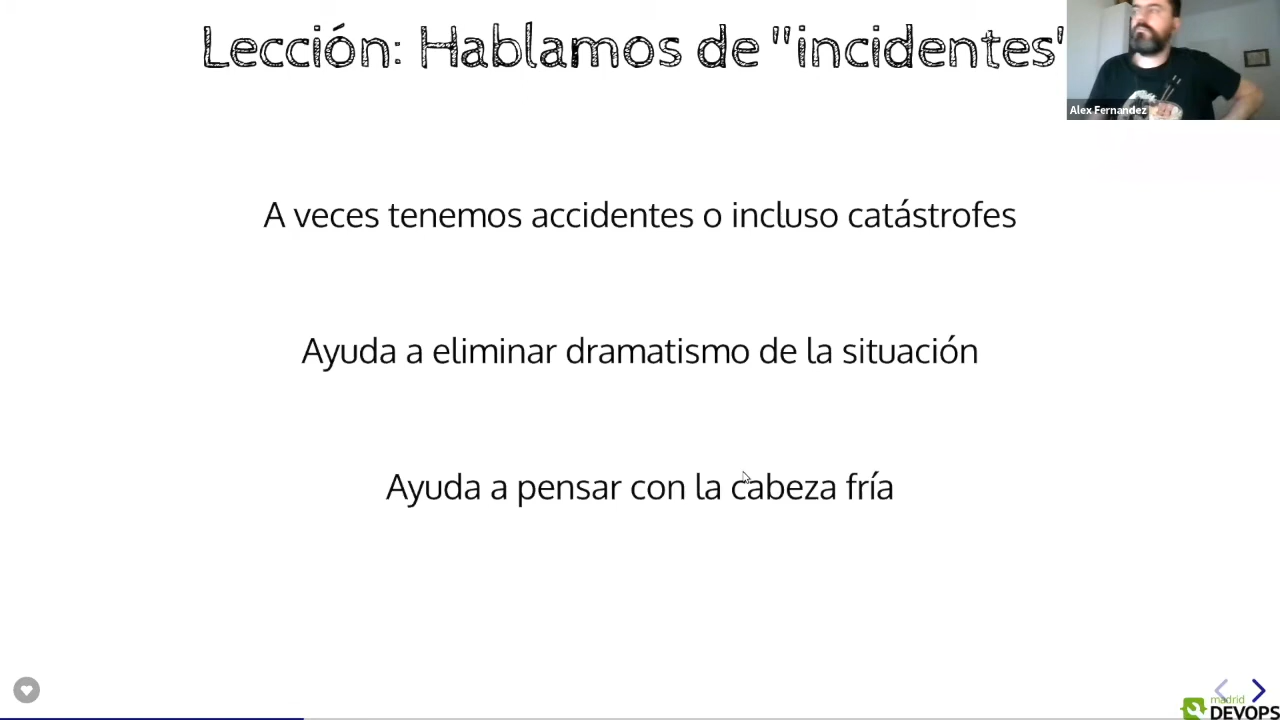 Lección: Hablamos de "incidentes"
Alex Fernandez
A veces tenemos accidentes o incluso catástrofes
Ayuda a eliminar dramatismo de la situación
Ayuda a pensar con la cabeza fría
madrid
DEVOPS